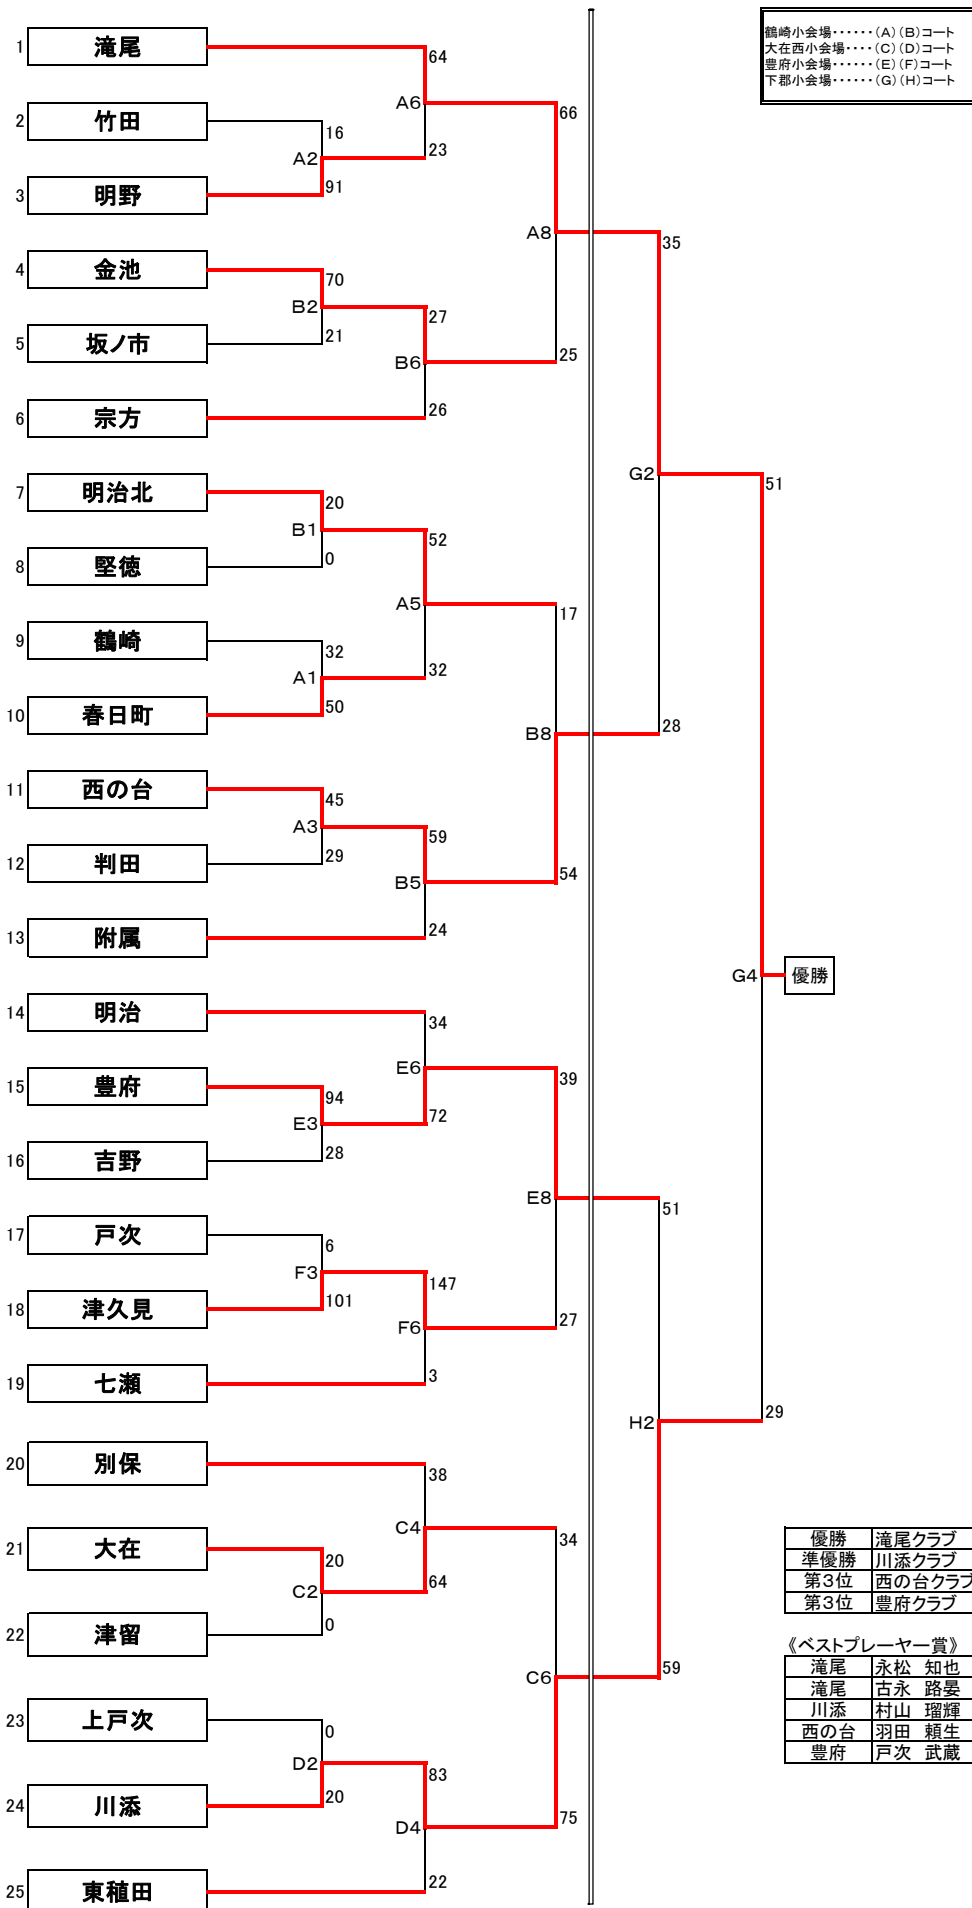 鶴崎小会場‥‥‥(A)(B)コート
大在西小会場‥‥(C)(D)コート
豊府小会場‥‥‥(E)(F)コート
下郡小会場‥‥‥(G)(H)コート
1 滝尾
64
A6
66
2 竹田
16
A2
23
91
3 明野
A8
35
4 金池
70
B2
27
21
5 坂ノ市
B6
25
26
6 宗方
G2
51
7 明治北
20
B1
52
0
8 堅徳
A5
17
9 鶴崎
32
A1
32
50
10 春日町
B8
28
11 西の台
45
A3
59
29
12 判田
B5
54
24
13 附属
G4
優勝
14 明治
34
E6
39
15 豊府
94
E3
72
28
16 吉野
E8
51
17 戸次
6
F3
147
101
18 津久見
F6
27
3
19 七瀬
H2
29
20 別保
38
C4
34
21 大在
20
C2
64
0
22 津留
C6
59
23 上戸次
0
D2
83
20
24 川添
D4
75
22
25 東稙田
優勝 滝尾クラブ
準優勝 川添クラブ
第3位 西の台クラブ
第3位 豊府クラブ
《ベストプレーヤー賞》
滝尾 永松 知也
滝尾 古永 路晏
川添 村山 瑠輝
西の台 羽田 頼生
豊府 戸次 武蔵